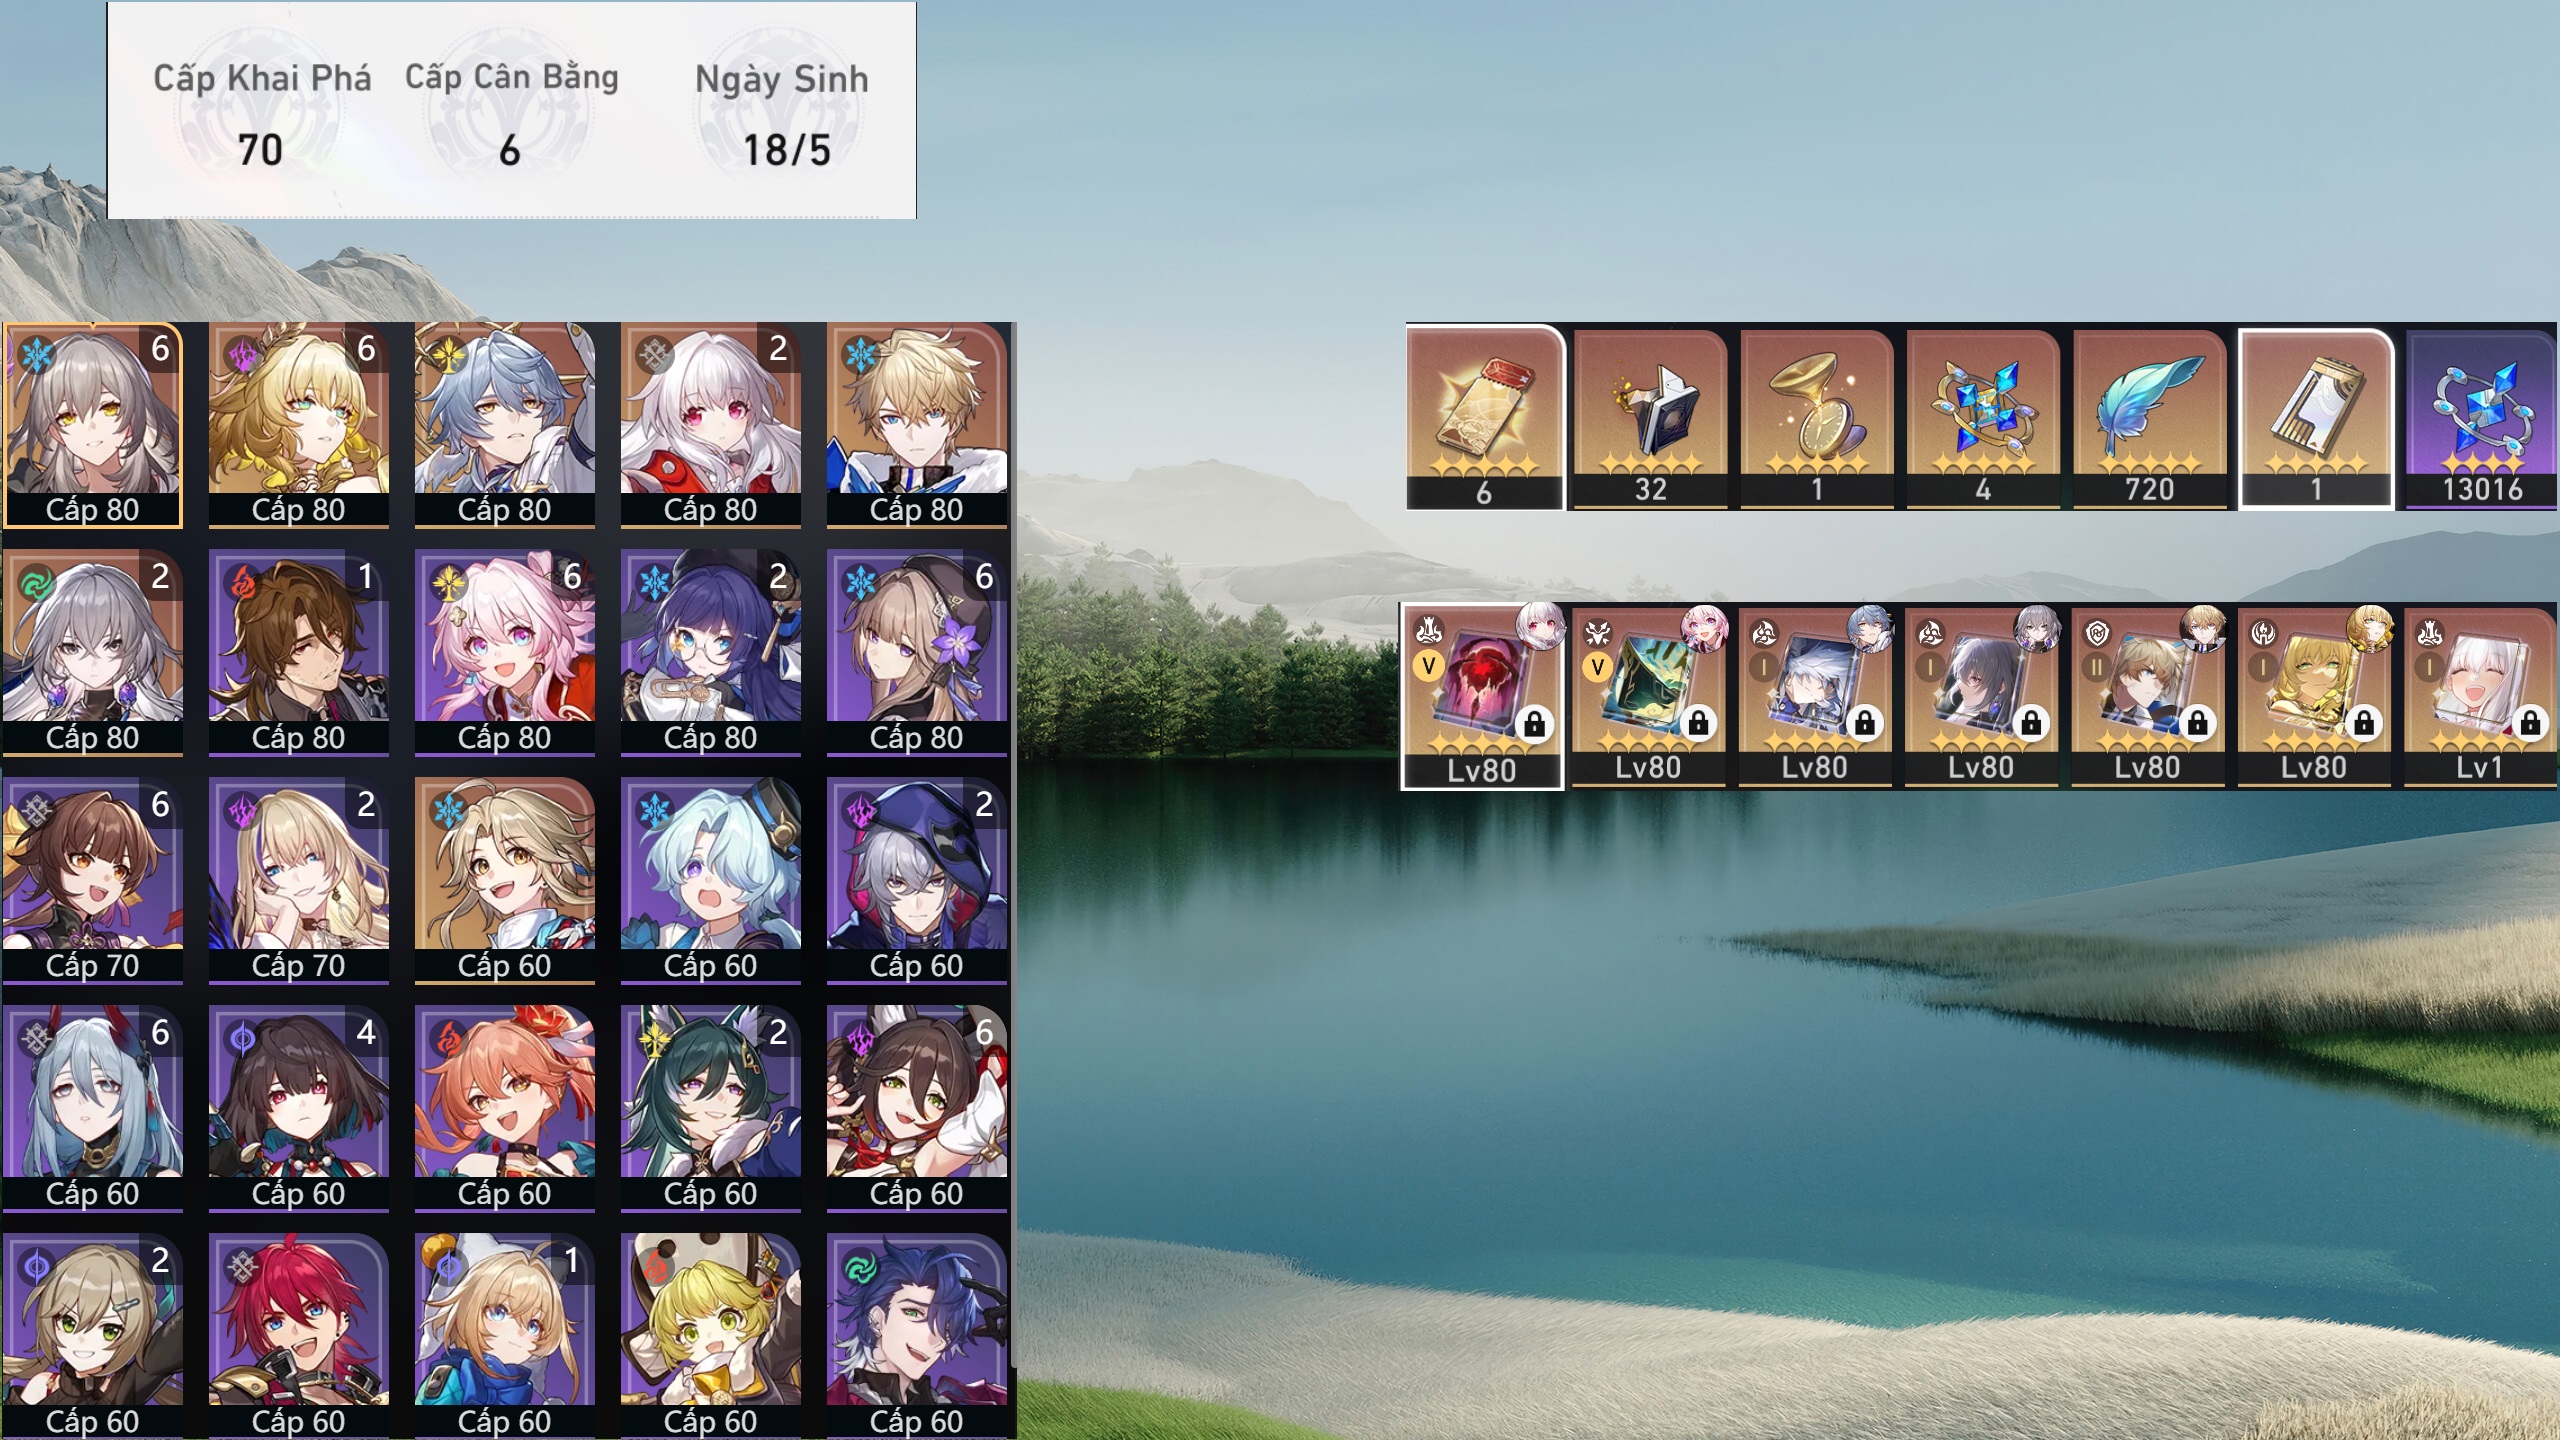 Cấp Khai Phá Cấp Cân Bằng Ngày Sinh
70 6 18/5
6 6 2
Cấp 80 Cấp 80 Cấp 80 Cấp 80 Cấp 80
2 1 6 2 6
Cấp 80 Cấp 80 Cấp 80 Cấp 80 Cấp 80
6 2 2
Cấp 70 Cấp 70 Cấp 60 Cấp 60 Cấp 60
6 4 2 6
Cấp 60 Cấp 60 Cấp 60 Cấp 60 Cấp 60
2 1
Cấp 60 Cấp 60 Cấp 60 Cấp 60 Cấp 60
6 32 1 4 720 1 13016
V V I I II I I
Lv80 Lv80 Lv80 Lv80 Lv80 Lv80 Lv1